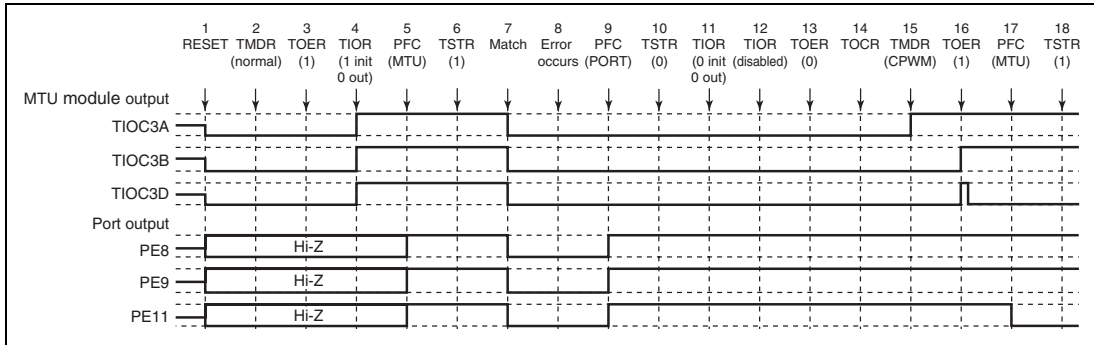 1 2 3 4 5 6 7 8 9 10 11 12 13 14 15 16 17 18
RESET TMDR TOER TIOR PFC TSTR Match Error PFC TSTR TIOR TIOR TOER TOCR TMDR TOER PFC TSTR
(normal) (1) (1 init (MTU) (1) occurs (PORT) (0) (0 init (disabled) (0) (CPWM) (1) (MTU) (1)
0 out) 0 out)
MTU module output
TIOC3A
TIOC3B
TIOC3D
Port output
PE8 Hi-Z
PE9 Hi-Z
PE11 Hi-Z